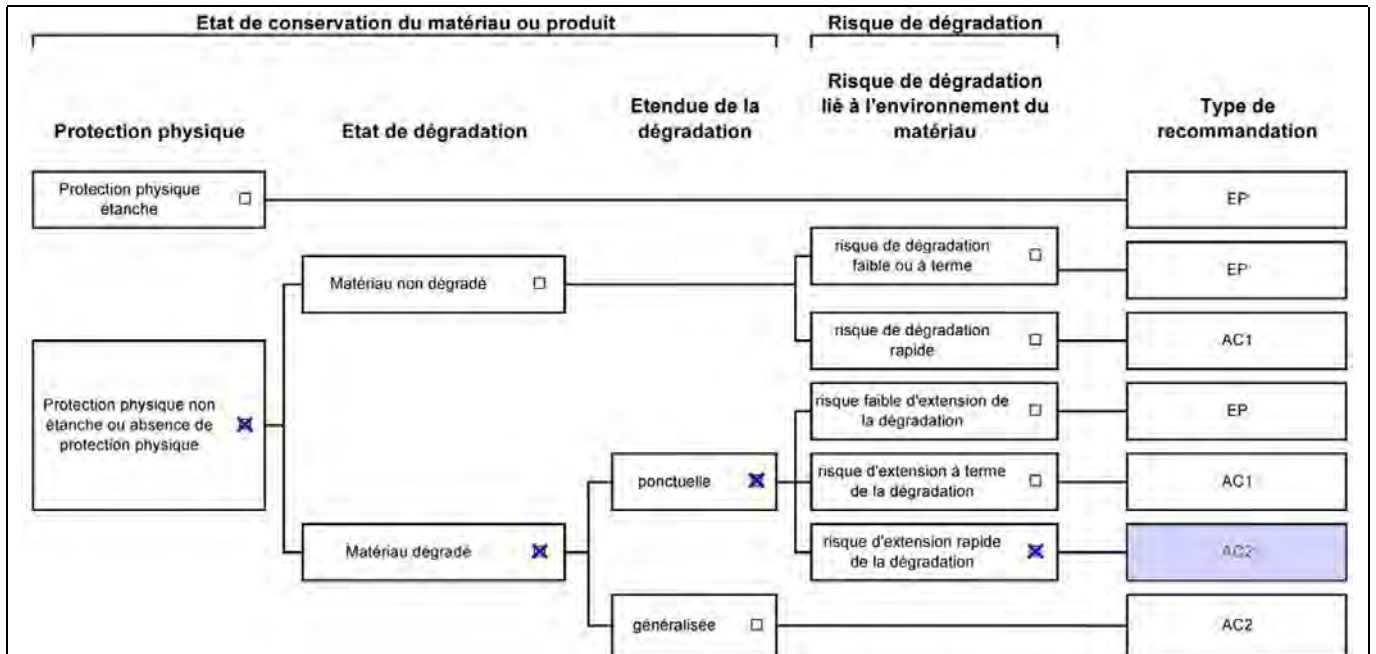 Etat de conservation du matériau ou produit
Risque de dégradation
Protection physique
Etat de dégradation
Etendue de la
dégradation
Risque de dégradation
lié à l'environnement du
matériau
Type de
recommandation
Protection physique
étanche
EP
risque de dégradation
faible ou à terme
EP
Matériau non dégradé
risque de dégradation
rapide
AC1
Protection physique non
étanche ou absence de
protection physique
risque faible d'extension de
la dégradation
EP
ponctuelle
risque d'extension à terme
de la dégradation
AC1
Matériau dégradé
risque d'extension rapide
de la dégradation
AC2
généralisée
AC2